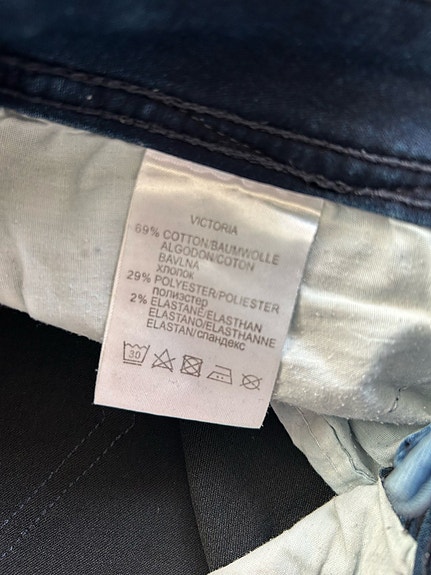 VICTORIA
69% COTTON/BAUMWOLLE
ALGODON/COTON
BAVLNA
хлопок
29% POLYESTER/POLIESTER
полиэстер
2% ELASTANE/ELASTHAN
ELASTANO/ELASTHANNE
ELASTAN/спандекс
30